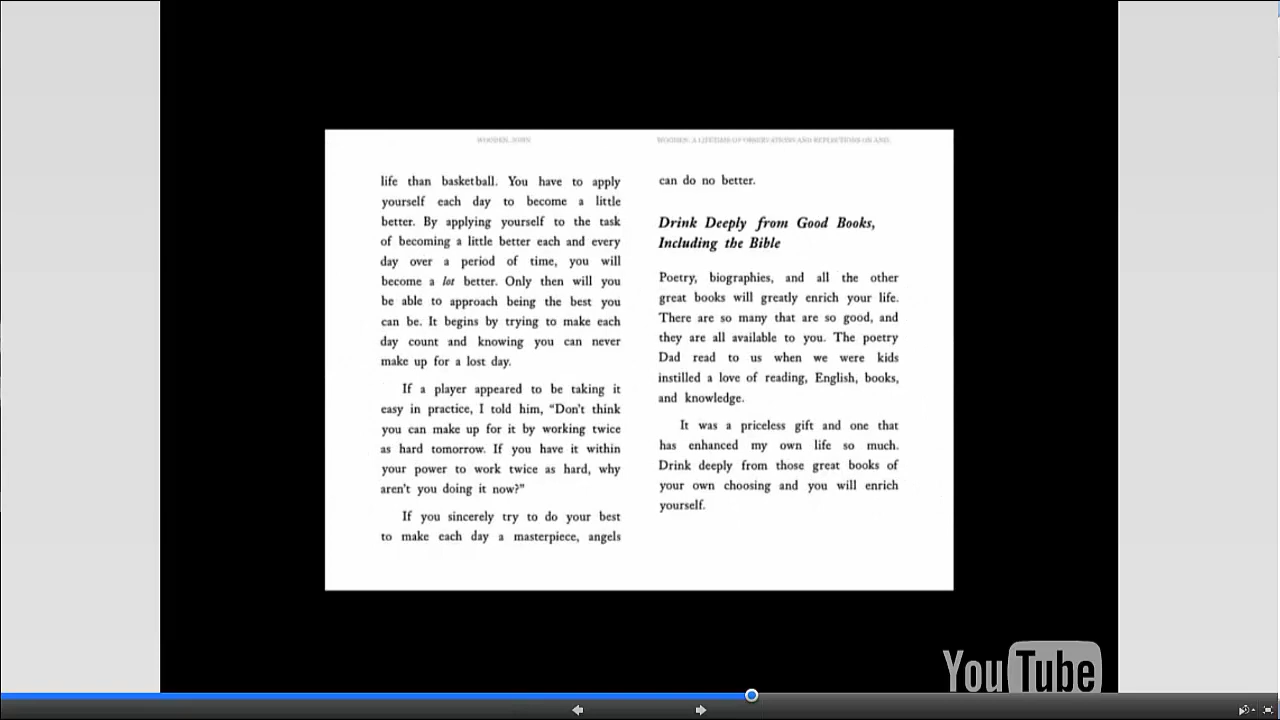 WOODEN, JOHN
life than basketball. You have to apply
yourself each day to become a little
better. By applying yourself to the task
of becoming a little better each and every
day over a period of time, you will
become a lot better. Only then will you
be able to approach being the best you
can be. It begins by trying to make each
day count and knowing you can never
make up for a lost day.
If a player appeared to be taking it
easy in practice, I told him, “Don't think
you can make up for it by working twice
as hard tomorrow. If you have it within
your power to work twice as hard, why
aren't you doing it now?”
If you sincerely try to do your best
to make each day a masterpiece, angels
WOODEN: A LIFETIME OF OBSERVATIONS AND REFLECTIONS ON AND
can do no better.
Drink Deeply from Good Books,
Including the Bible
Poetry, biographies, and all the other
great books will greatly enrich your life.
There are so many that are so good, and
they are all available to you. The poetry
Dad read to us when we were kids
instilled a love of reading, English, books,
and knowledge.
It was a priceless gift and one that
has enhanced my own life so much.
Drink deeply from those great books of
your own choosing and you will enrich
yourself.
YouTube